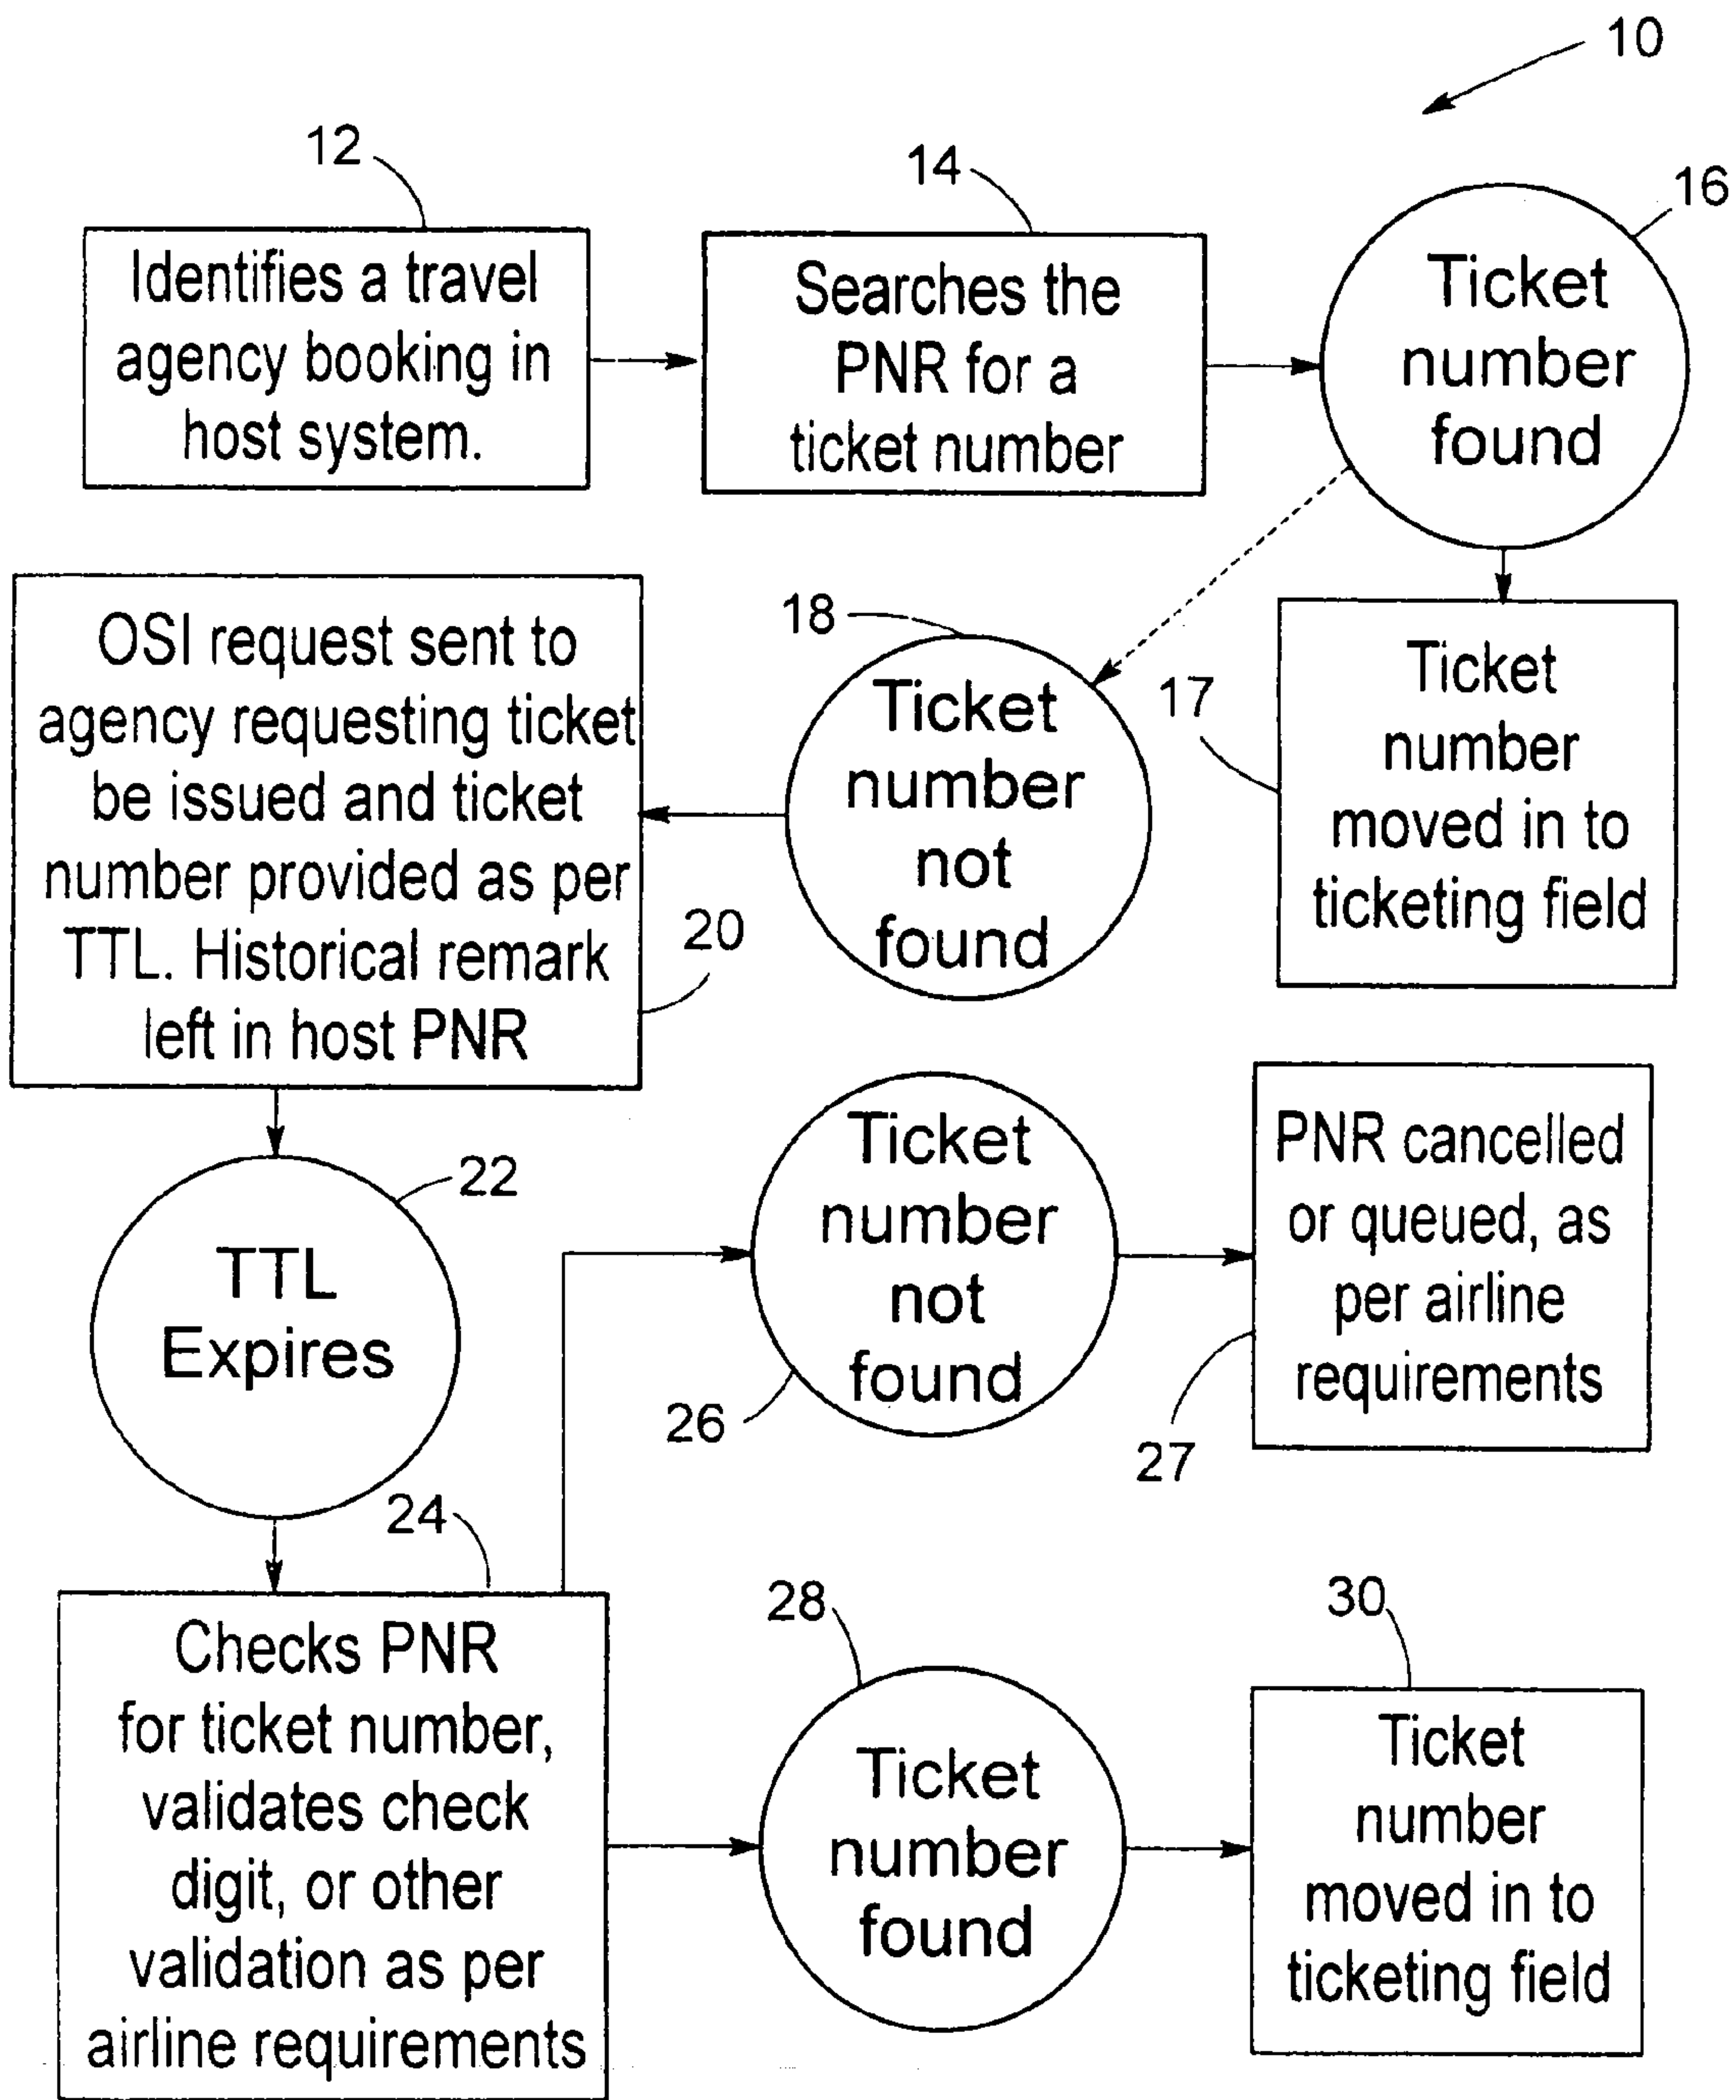 10
12
Identifies a travel
agency booking in
host system.
14
Searches the
PNR for a
ticket number
16
Ticket
number
found
17
Ticket
number
moved in to
ticketing field
18
Ticket
number
not
found
OSI request sent to
agency requesting ticket
be issued and ticket
number provided as per
TTL. Historical remark
left in host PNR
20
22
TTL
Expires
24
Checks PNR
for ticket number,
validates check
digit, or other
validation as per
airline requirements
26
Ticket
number
not
found
27
PNR cancelled
or queued, as
per airline
requirements
28
Ticket
number
found
30
Ticket
number
moved in to
ticketing field